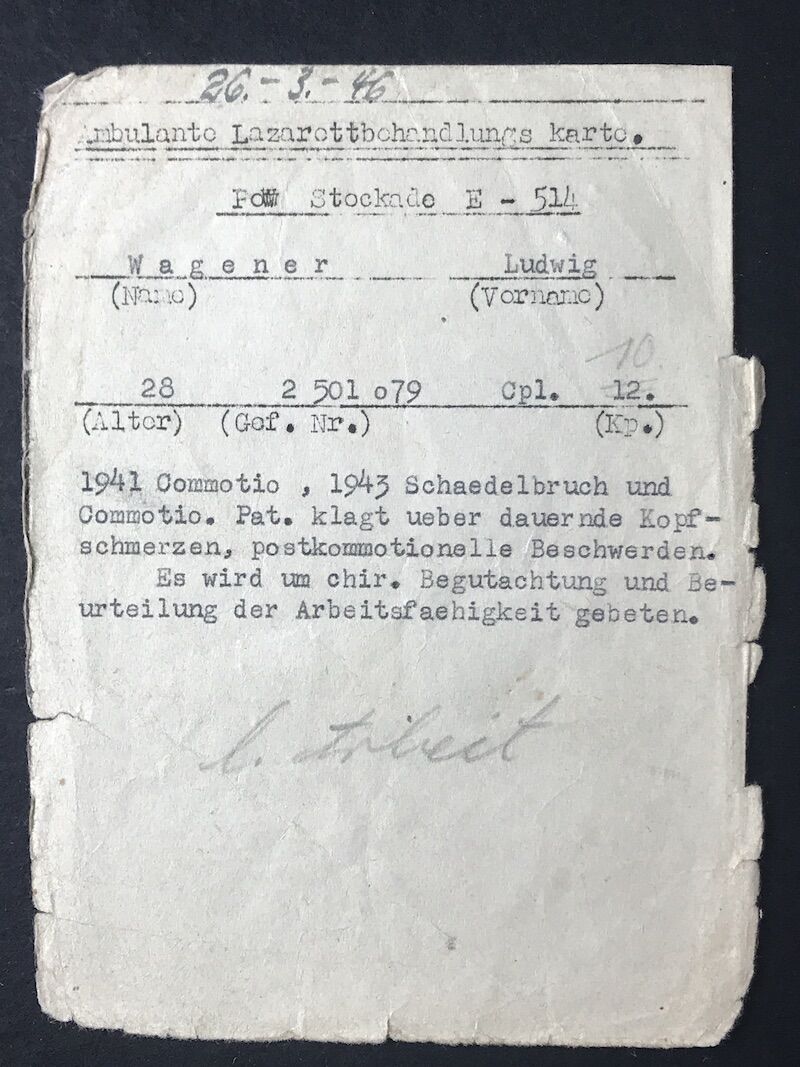 26.-3.-46
Ambulante Lazarettbehandlungs karte.
PoW Stockade E - 514
Wagener Ludwig
(Name) (Vorname)
10.
28 2 501 o79 Cpl. 12.
(Alter) (Gef. Nr.) (Kp.)
1941 Commotio , 1943 Schaedelbruch und
Commotio. Pat. klagt ueber dauernde Kopf-
schmerzen, postkommotionelle Beschwerden.
Es wird um chir. Begutachtung und Be-
urteilung der Arbeitsfaehigkeit gebeten.
l. Arbeit